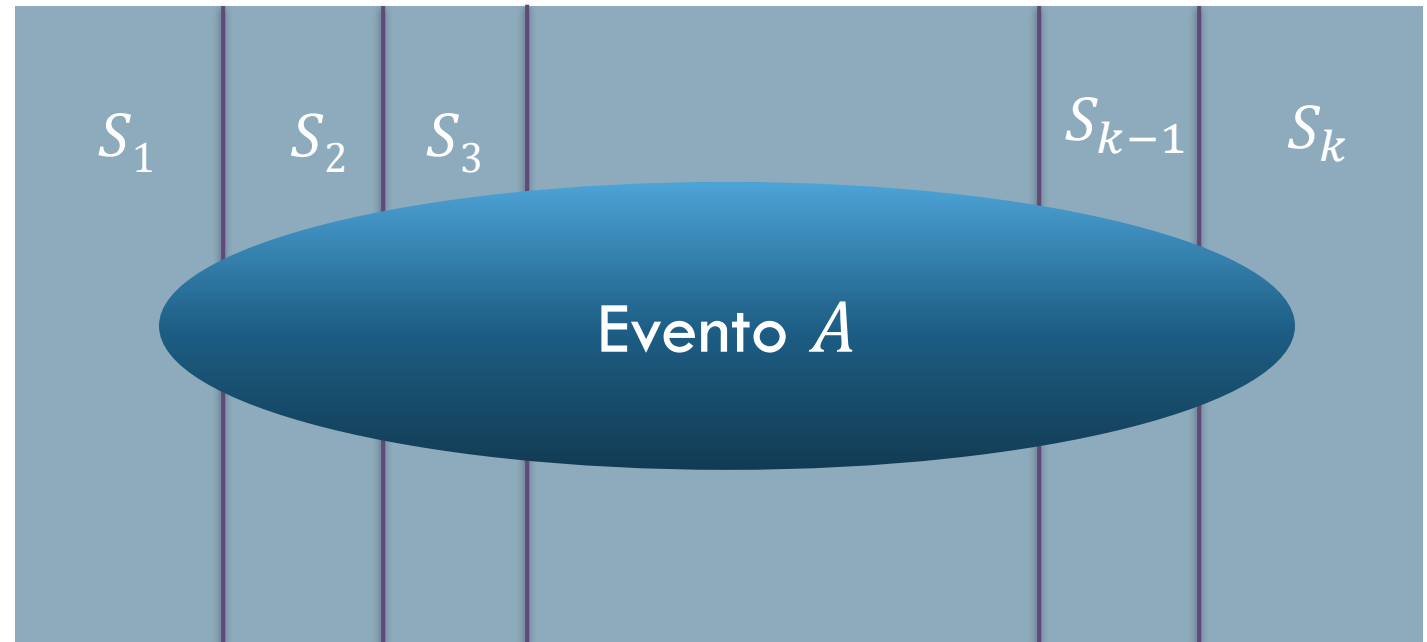 S₁ S₂ S₃ Sₖ₋₁ Sₖ
Evento A